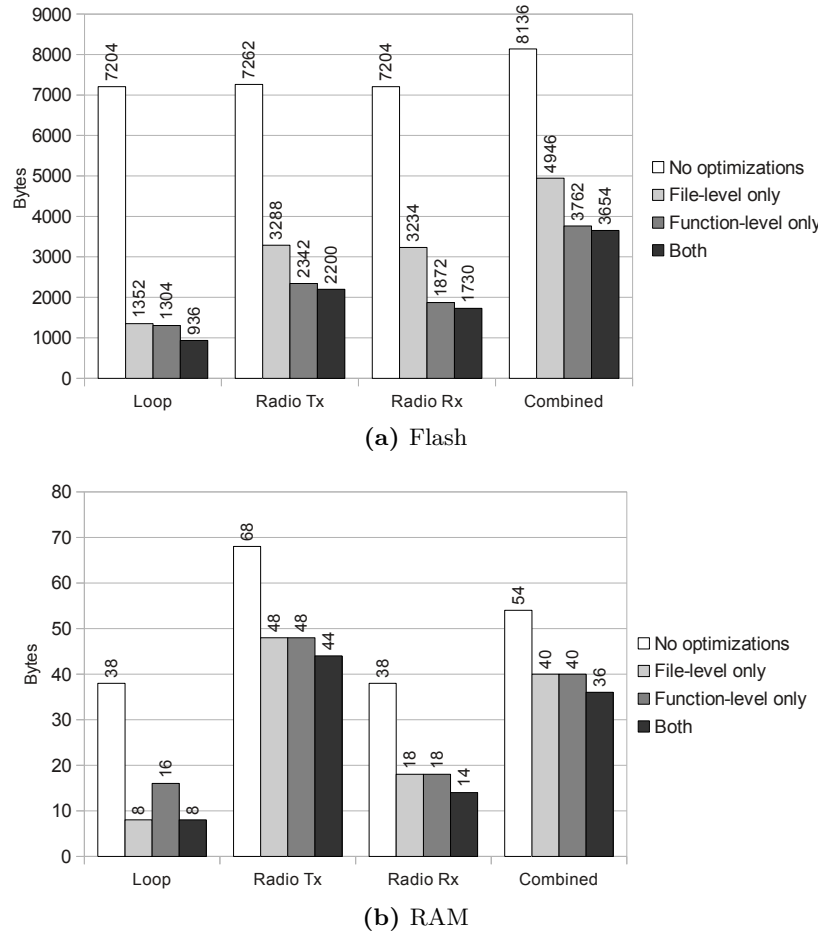 9000
8000
7000
6000
5000
4000
3000
2000
1000
0
Bytes
7204
1352
1304
936
7262
3288
2342
2200
7204
3234
1872
1730
8136
4946
3762
3654
Loop
Radio Tx
Radio Rx
Combined
No optimizations
File-level only
Function-level only
Both
(a) Flash
80
70
60
50
40
30
20
10
0
Bytes
38
8
16
8
68
48
48
44
38
18
18
14
54
40
40
36
Loop
Radio Tx
Radio Rx
Combined
No optimizations
File-level only
Function-level only
Both
(b) RAM